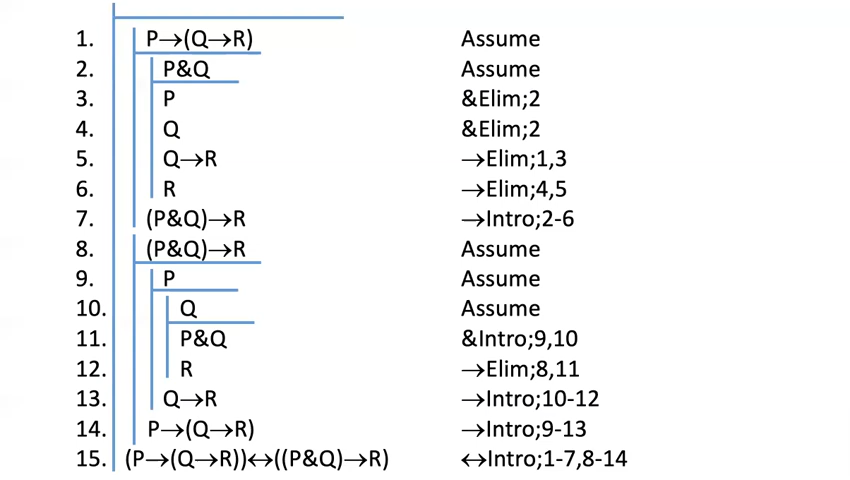 1. P→(Q→R) Assume
2. P&Q Assume
3. P &Elim;2
4. Q &Elim;2
5. Q→R →Elim;1,3
6. R →Elim;4,5
7. (P&Q)→R →Intro;2-6
8. (P&Q)→R Assume
9. P Assume
10. Q Assume
11. P&Q &Intro;9,10
12. R →Elim;8,11
13. Q→R →Intro;10-12
14. P→(Q→R) →Intro;9-13
15. (P→(Q→R))↔((P&Q)→R) ↔Intro;1-7,8-14